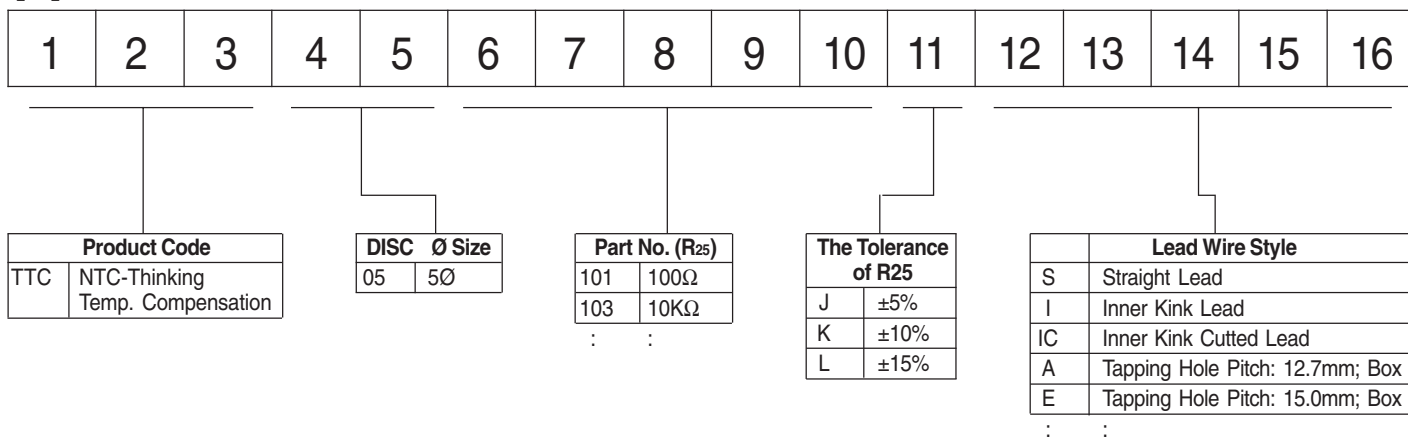 1 2 3 4 5 6 7 8 9 10 11 12 13 14 15 16
Product Code
TTC NTC-Thinking
Temp. Compensation
DISC Ø Size
05 5Ø
Part No. (R25)
101 100Ω
103 10KΩ
: :
The Tolerance
of R25
J ±5%
K ±10%
L ±15%
Lead Wire Style
S Straight Lead
I Inner Kink Lead
IC Inner Kink Cutted Lead
A Tapping Hole Pitch: 12.7mm; Box
E Tapping Hole Pitch: 15.0mm; Box
: :